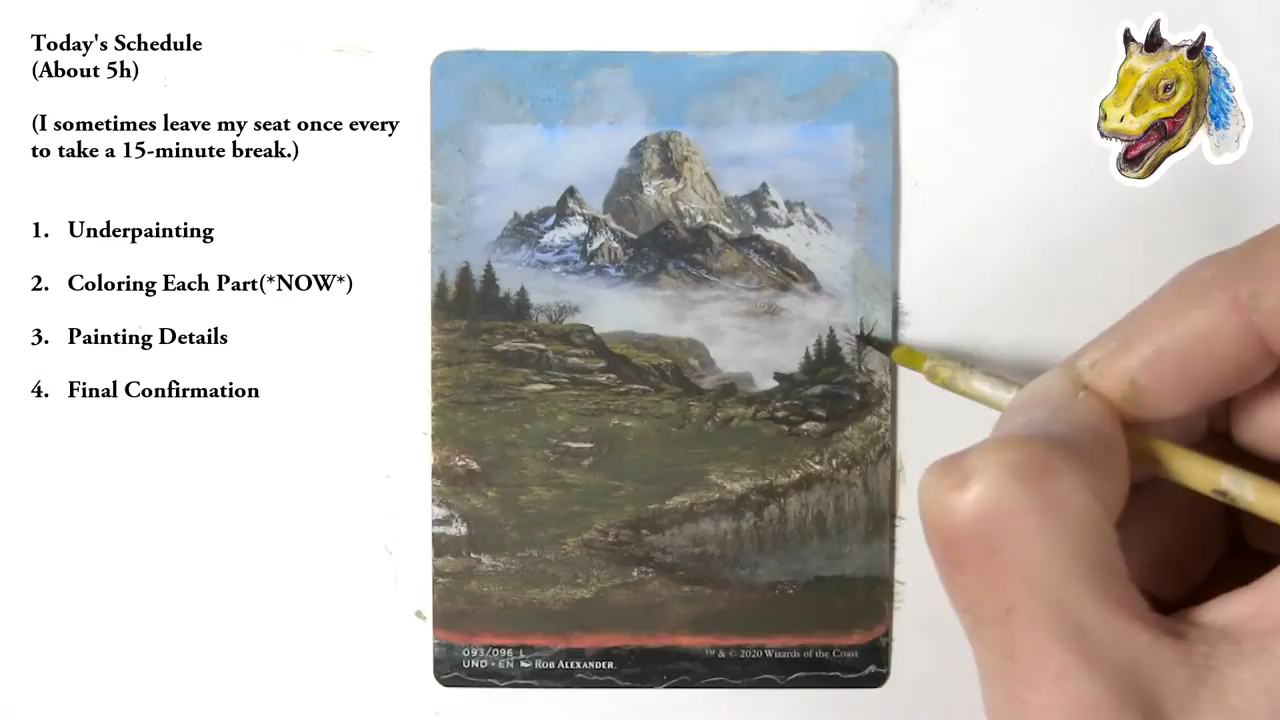 Today's Schedule
(About 5h)
(I sometimes leave my seat once every
to take a 15-minute break.)
1. Underpainting
2. Coloring Each Part(*NOW*)
3. Painting Details
4. Final Confirmation
093/096 L
UND • EN ROB ALEXANDER
™ & © 2020 Wizards of the Coast